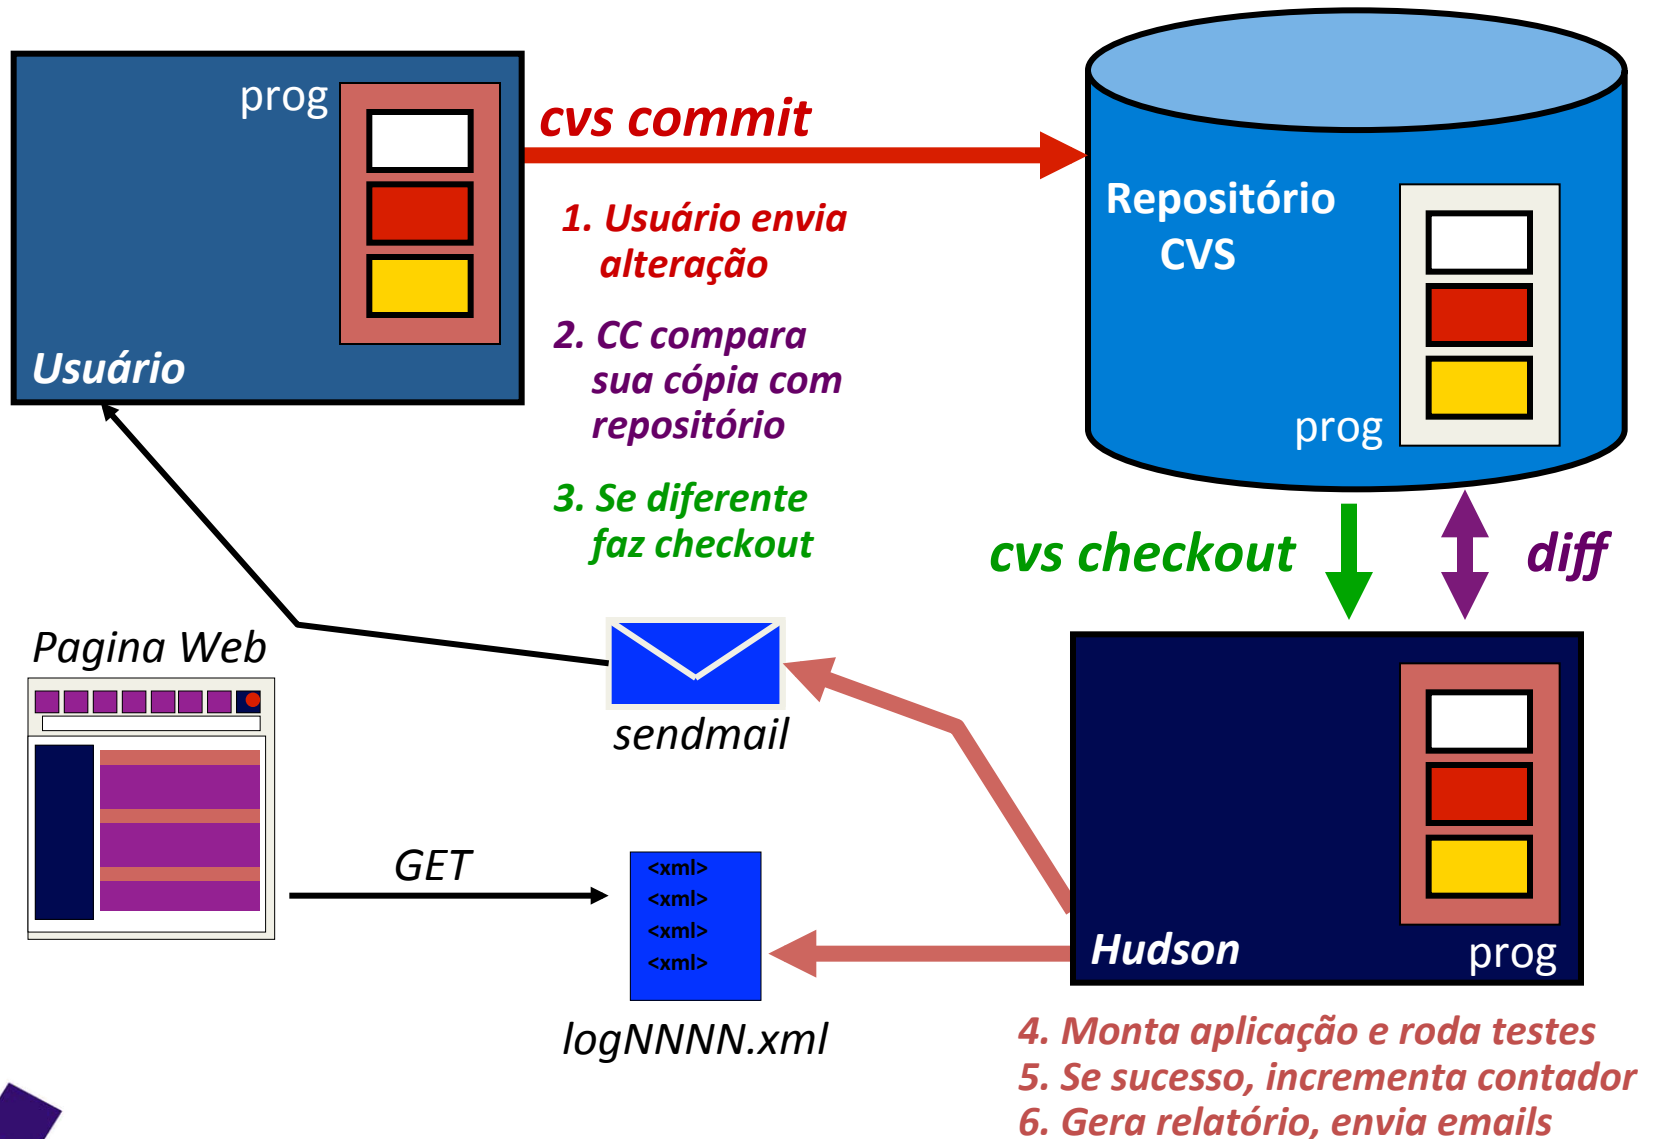 prog
Usuário
cvs commit
1. Usuário envia
alteração
2. CC compara
sua cópia com
repositório
3. Se diferente
faz checkout
Repositório
CVS
prog
cvs checkout
diff
Pagina Web
sendmail
GET
<xml>
<xml>
<xml>
<xml>
logNNNN.xml
Hudson
prog
4. Monta aplicação e roda testes
5. Se sucesso, incrementa contador
6. Gera relatório, envia emails